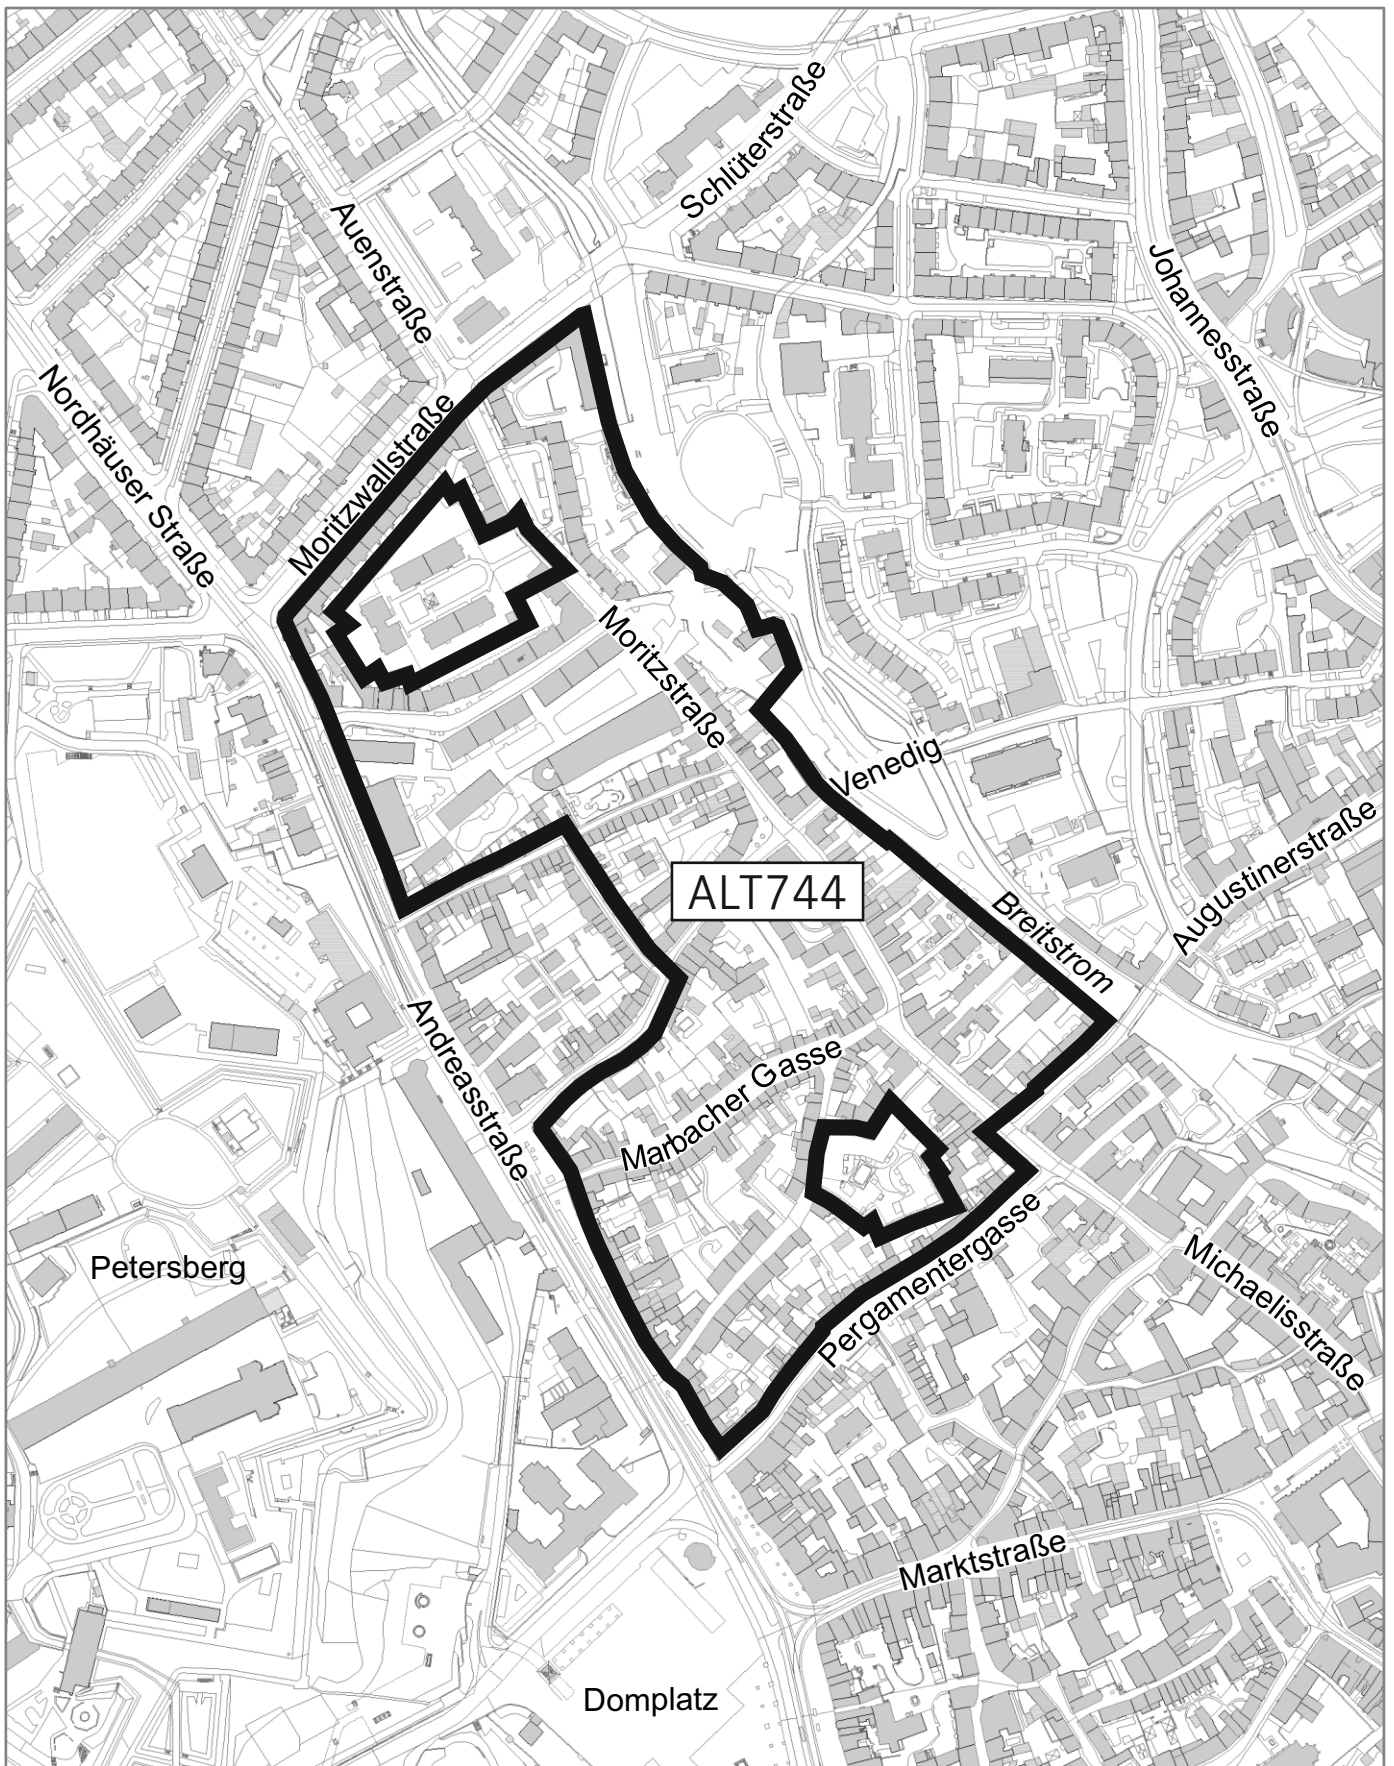 Schlüterstraße
Auenstraße
Johannesstraße
Nordhäuser Straße
Moritzwallstraße
Moritzstraße
Venedig
Augustinerstraße
ALT744
Breitstrom
Andreasstraße
Marbacher Gasse
Petersberg
Pergamentergasse
Michaelisstraße
Marktstraße
Domplatz